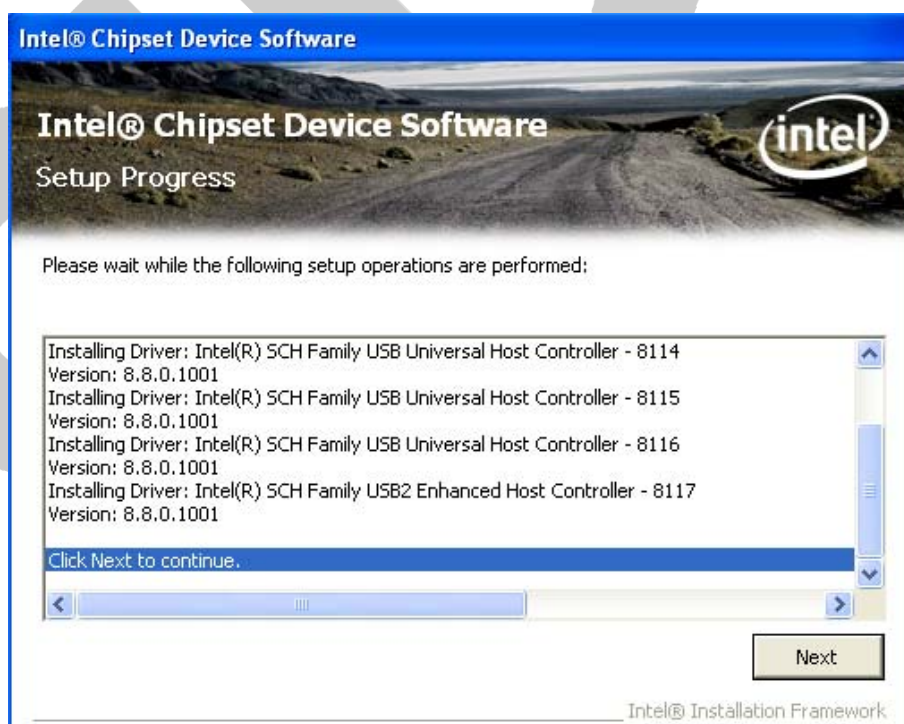 Intel® Chipset Device Software
Intel® Chipset Device Software
intel
Setup Progress
Please wait while the following setup operations are performed:
Installing Driver: Intel(R) SCH Family USB Universal Host Controller - 8114
Version: 8.8.0.1001
Installing Driver: Intel(R) SCH Family USB Universal Host Controller - 8115
Version: 8.8.0.1001
Installing Driver: Intel(R) SCH Family USB Universal Host Controller - 8116
Version: 8.8.0.1001
Installing Driver: Intel(R) SCH Family USB2 Enhanced Host Controller - 8117
Version: 8.8.0.1001
Click Next to continue.
Next
Intel® Installation Framework